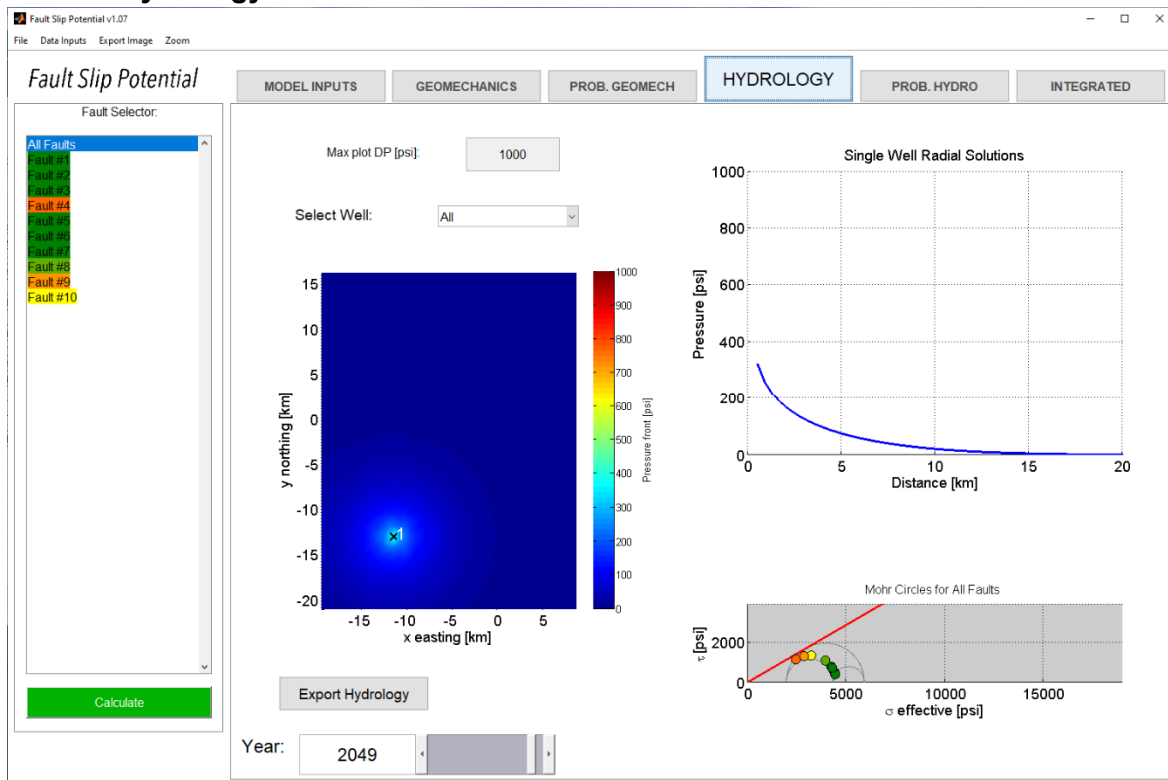 Fault Slip Potential v1.07
File Data Inputs Export Image Zoom
Fault Slip Potential
MODEL INPUTS GEOMECHANICS PROB. GEOMECH HYDROLOGY PROB. HYDRO INTEGRATED
Fault Selector:
All Faults
Fault #1
Fault #2
Fault #3
Fault #4
Fault #5
Fault #6
Fault #7
Fault #8
Fault #9
Fault #10
Calculate
Max plot DP [psi]: 1000
Select Well: All
15
10
5
0
-5
-10
-15
-20
y northing [km]
1
-15 -10 -5 0 5
x easting [km]
1000
900
800
700
600
500
400
300
200
100
0
Pressure front [psi]
Export Hydrology
Year: 2049
Single Well Radial Solutions
1000
800
600
400
200
0
Pressure [psi]
0 5 10 15 20
Distance [km]
Mohr Circles for All Faults
2000
0
τ [psi]
0 5000 10000 15000
σ effective [psi]